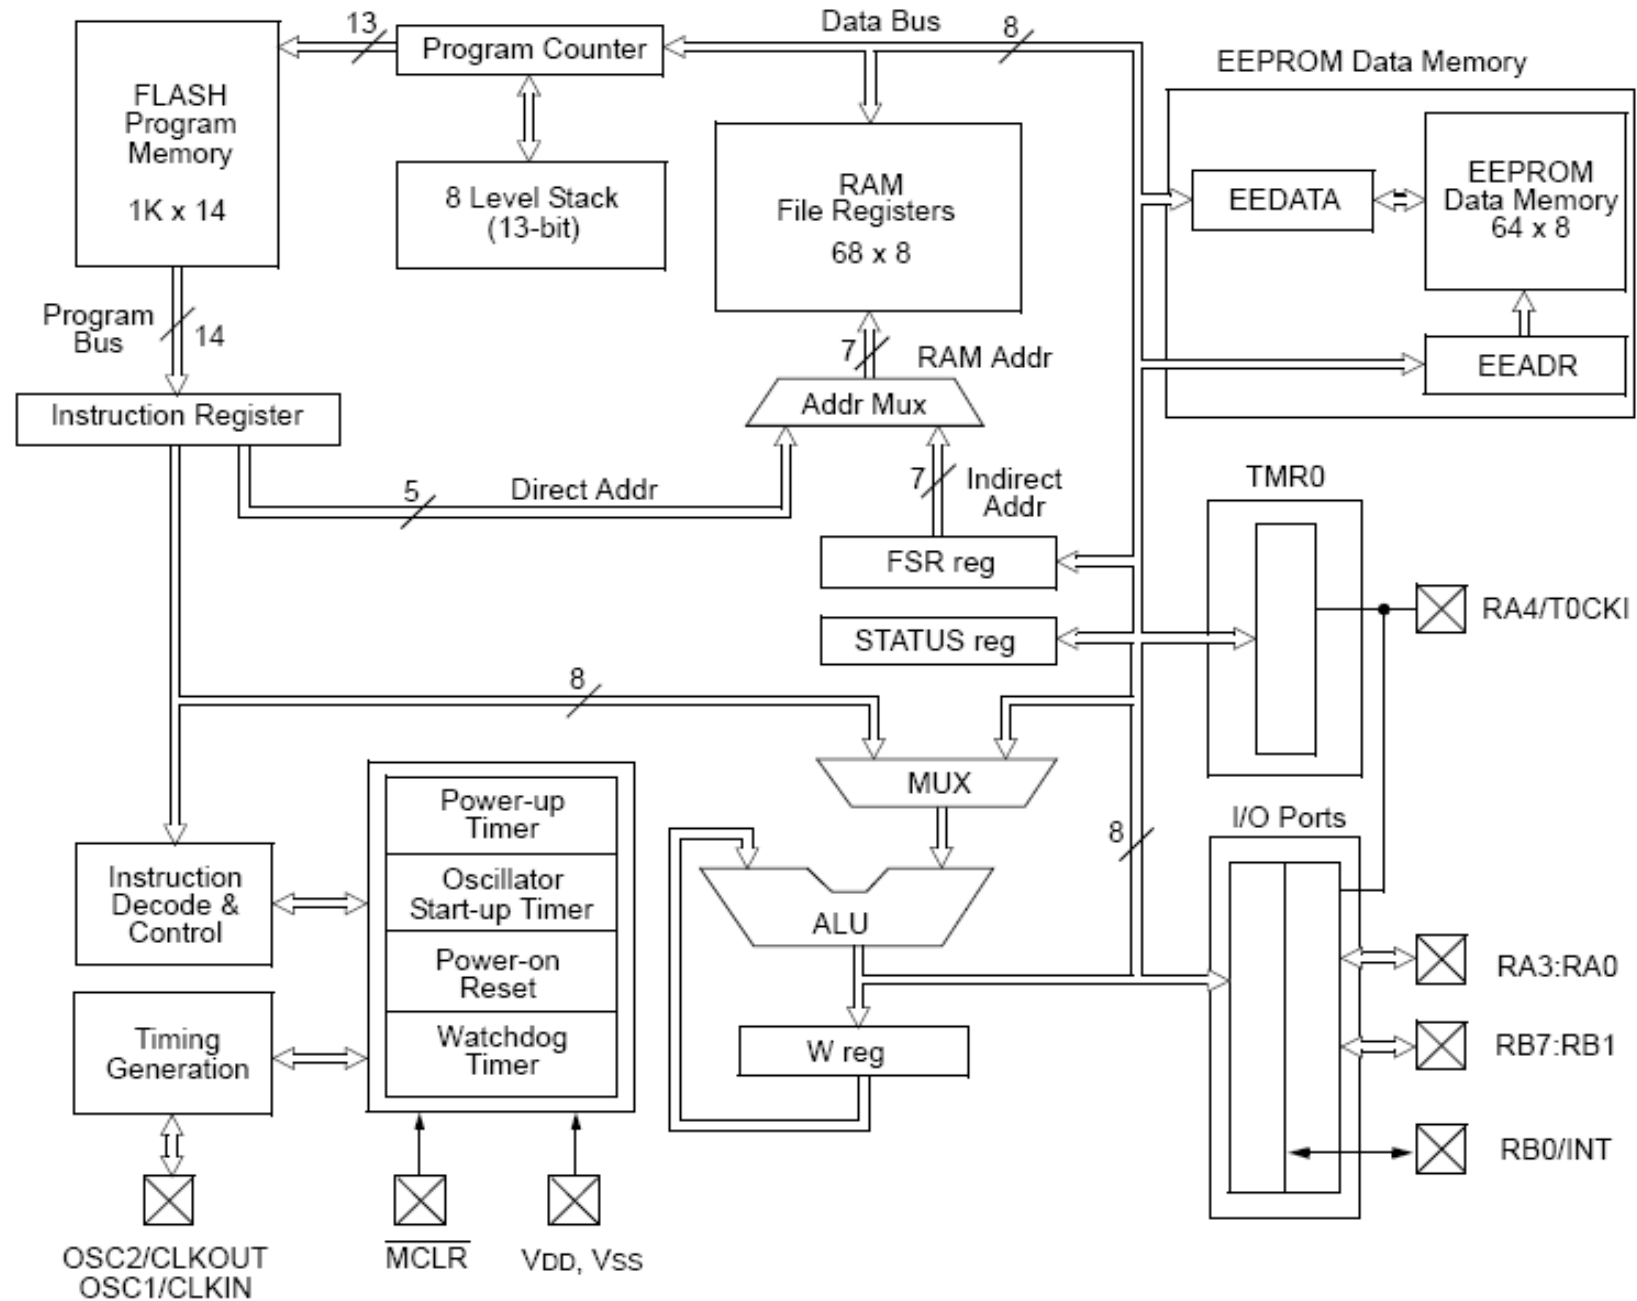 13
Program Counter
Data Bus
8
EEPROM Data Memory
FLASH
Program
Memory
1K x 14
8 Level Stack
(13-bit)
RAM
File Registers
68 x 8
EEDATA
EEPROM
Data Memory
64 x 8
Program
Bus
14
7
RAM Addr
EEADR
Instruction Register
Addr Mux
5
Direct Addr
7
Indirect
Addr
TMR0
FSR reg
RA4/T0CKI
STATUS reg
8
MUX
Power-up
Timer
8
I/O Ports
Instruction
Decode &
Control
Oscillator
Start-up Timer
ALU
Power-on
Reset
RA3:RA0
Timing
Generation
Watchdog
Timer
W reg
RB7:RB1
RB0/INT
OSC2/CLKOUT
OSC1/CLKIN
MCLR
VDD, VSS